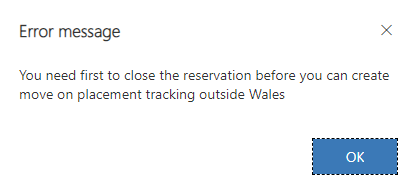 Error message
You need first to close the reservation before you can create
move on placement tracking outside Wales
OK